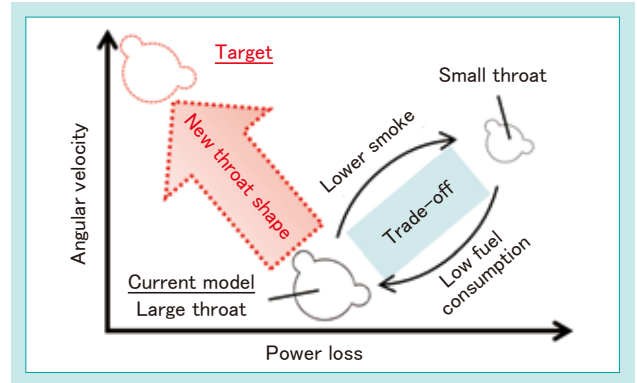 Target
Small throat
New throat shape
Lower smoke
Trade-off
Low fuel
consumption
Current model
Large throat
Angular velocity
Power loss